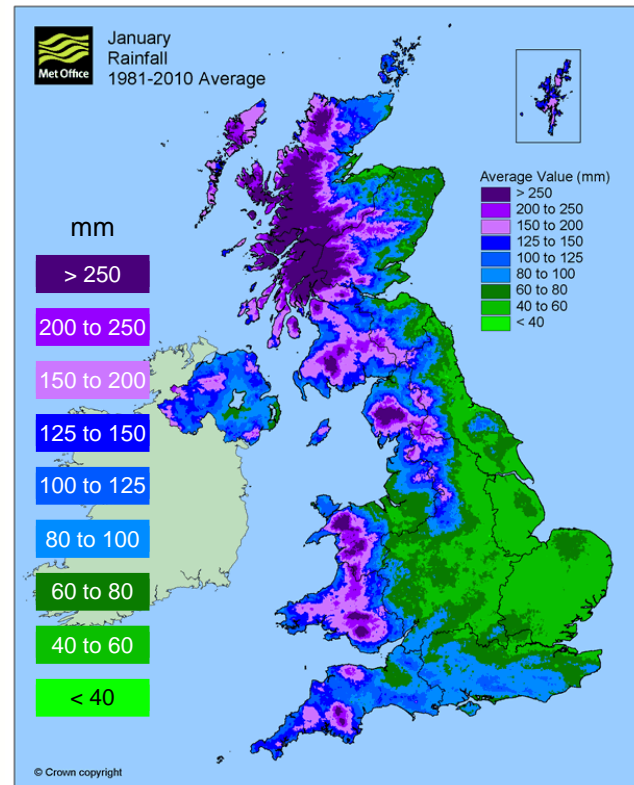 Met Office
January
Rainfall
1981-2010 Average
Average Value (mm)
> 250
200 to 250
150 to 200
125 to 150
100 to 125
80 to 100
60 to 80
40 to 60
< 40
mm
> 250
200 to 250
150 to 200
125 to 150
100 to 125
80 to 100
60 to 80
40 to 60
< 40
© Crown copyright